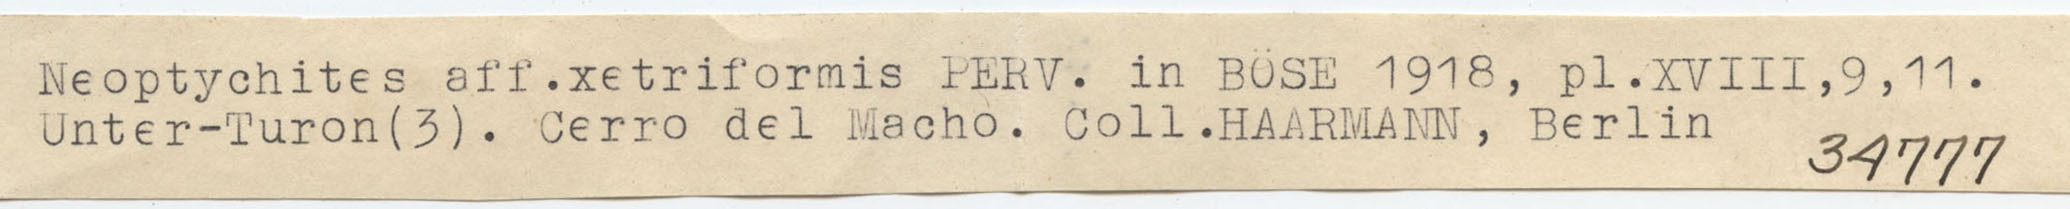 Neoptychites aff.xetriformis PERV. in BÖSE 1918, pl.XVIII,9,11.
Unter-Turon(3). Cerro del Macho. Coll.HAARMANN, Berlin
34777